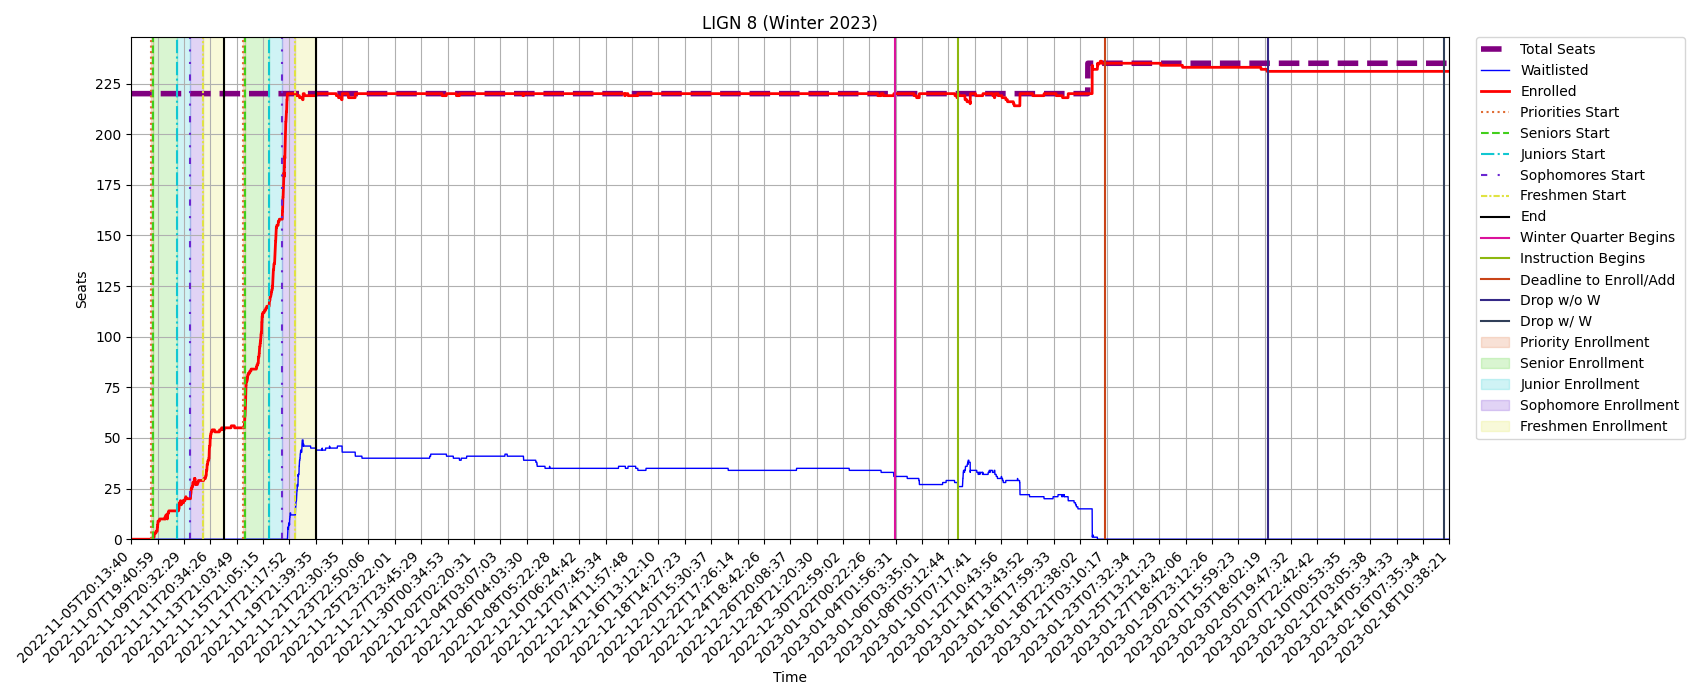 LIGN 8 (Winter 2023)
Seats
225
200
175
150
125
100
75
50
25
0
2022-11-05T20:13:40
2022-11-07T19:40:59
2022-11-09T20:32:29
2022-11-11T20:34:26
2022-11-13T21:03:49
2022-11-15T21:05:15
2022-11-17T21:17:52
2022-11-19T21:39:35
2022-11-21T22:30:35
2022-11-23T22:50:06
2022-11-25T23:22:01
2022-11-27T23:45:29
2022-11-30T00:34:53
2022-12-02T02:20:31
2022-12-04T03:07:03
2022-12-06T04:03:30
2022-12-08T05:22:28
2022-12-10T06:24:42
2022-12-12T07:45:34
2022-12-14T11:57:48
2022-12-16T13:12:10
2022-12-18T14:27:23
2022-12-20T15:30:37
2022-12-22T17:26:14
2022-12-24T18:42:26
2022-12-26T20:08:37
2022-12-28T21:20:30
2022-12-30T22:59:02
2023-01-02T00:22:26
2023-01-04T01:56:31
2023-01-06T08:35:01
2023-01-08T05:12:44
2023-01-10T07:17:41
2023-01-12T10:43:56
2023-01-14T13:43:52
2023-01-16T17:59:33
2023-01-18T22:38:02
2023-01-21T03:10:17
2023-01-23T07:32:34
2023-01-25T13:21:23
2023-01-27T18:42:06
2023-01-29T23:12:26
2023-02-01T15:59:23
2023-02-03T18:02:19
2023-02-05T19:47:32
2023-02-07T22:42:42
2023-02-10T00:53:35
2023-02-12T03:05:38
2023-02-14T05:34:33
2023-02-16T07:35:34
2023-02-18T10:38:21
Time
Total Seats
Waitlisted
Enrolled
Priorities Start
Seniors Start
Juniors Start
Sophomores Start
Freshmen Start
End
Winter Quarter Begins
Instruction Begins
Deadline to Enroll/Add
Drop w/o W
Drop w/ W
Priority Enrollment
Senior Enrollment
Junior Enrollment
Sophomore Enrollment
Freshmen Enrollment